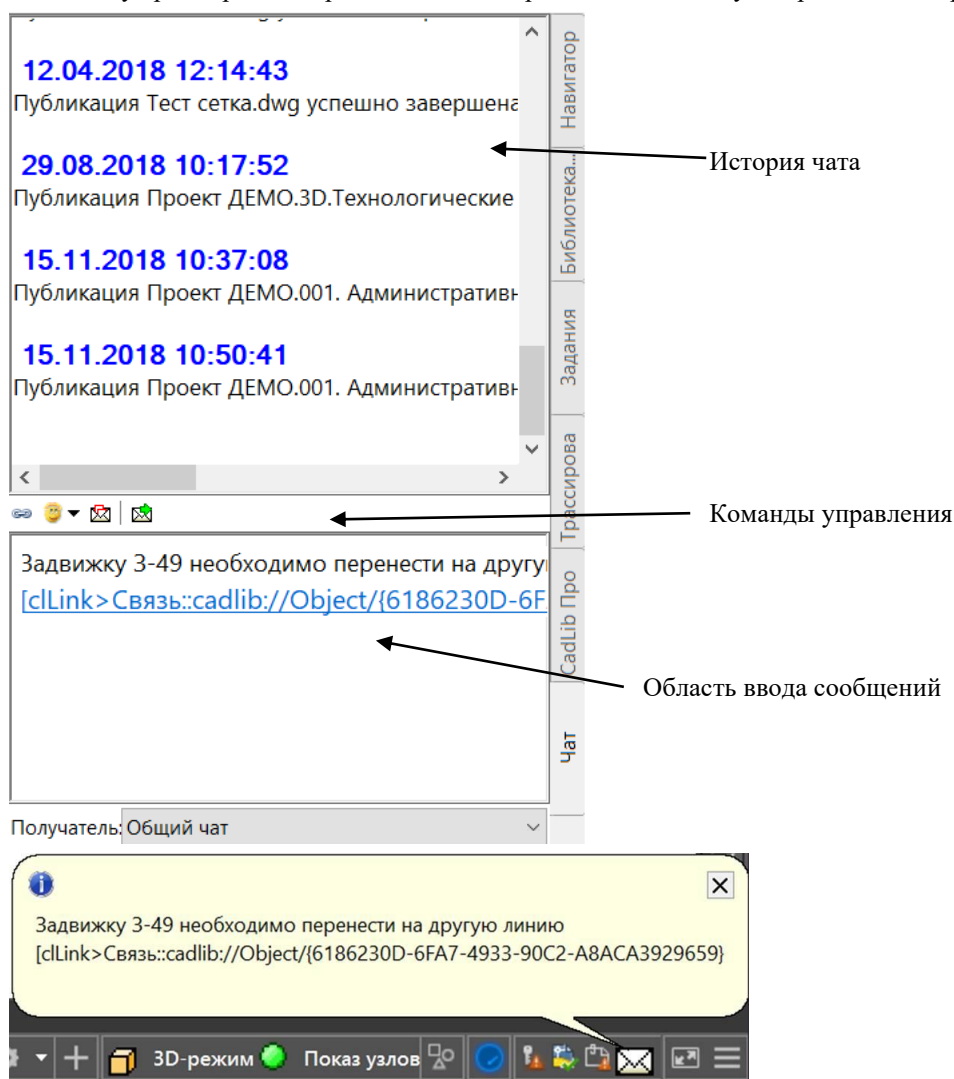 12.04.2018 12:14:43
Публикация Тест сетка.dwg успешно завершена
29.08.2018 10:17:52
Публикация Проект ДЕМО.3D.Технологические
15.11.2018 10:37:08
Публикация Проект ДЕМО.001. Административн
15.11.2018 10:50:41
Публикация Проект ДЕМО.001. Административн
Навигатор
Библиотека...
Задания
Трассирова
CadLib Про
Чат
История чата
Команды управления
Задвижку З-49 необходимо перенести на другу
[clLink>Связь::cadlib://Object/{6186230D-6F
Область ввода сообщений
Получатель: Общий чат
Задвижку З-49 необходимо перенести на другую линию
[clLink>Связь::cadlib://Object/{6186230D-6FA7-4933-90C2-A8ACA3929659}
3D-режим Показ узлов